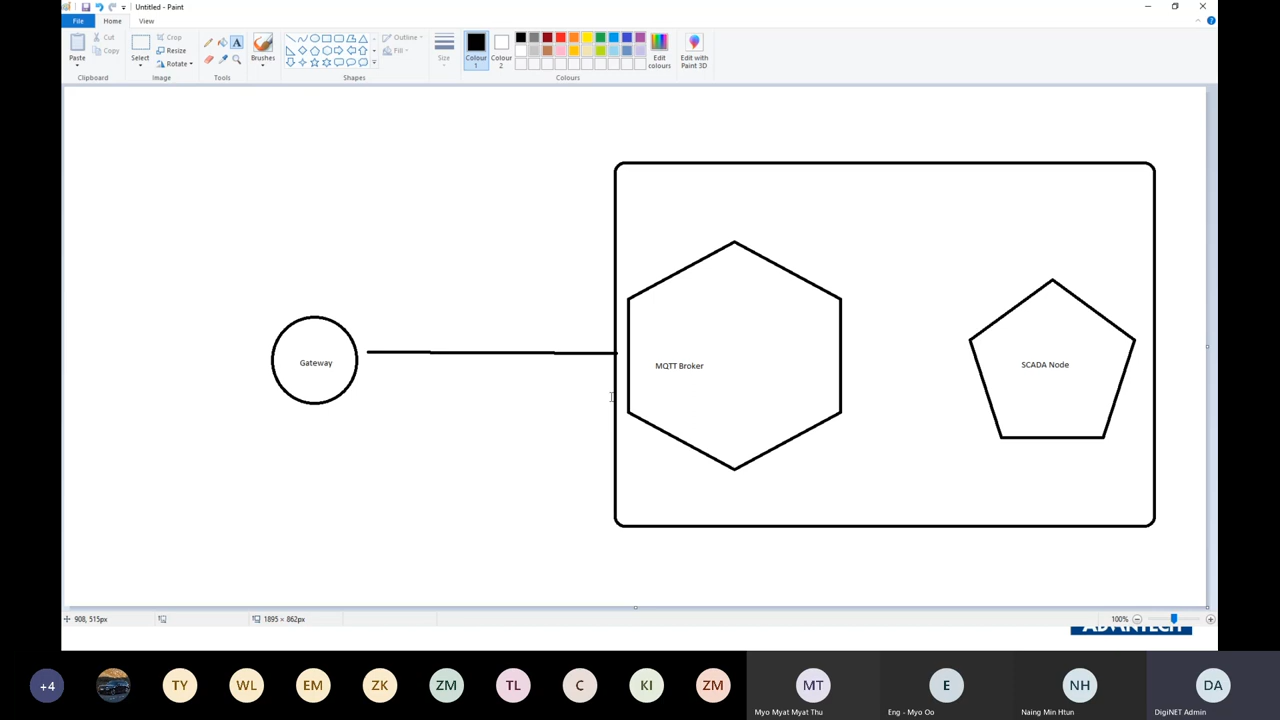 Untitled - Paint
File
Home
View
Paste
Cut
Copy
Clipboard
Select
Crop
Resize
Rotate
Image
A
Tools
Brushes
Outline
Fill
Shapes
Size
Colour
1
Colour
2
Edit
colours
Edit with
Paint 3D
Colours
Gateway
MQTT Broker
SCADA Node
908, 515px
1895 × 862px
100%
ADVANTECH
+4
TY
WL
EM
ZK
ZM
TL
C
KI
ZM
MT
Myo Myat Myat Thu
E
Eng - Myo Oo
NH
Naing Min Htun
DA
DigiNET Admin